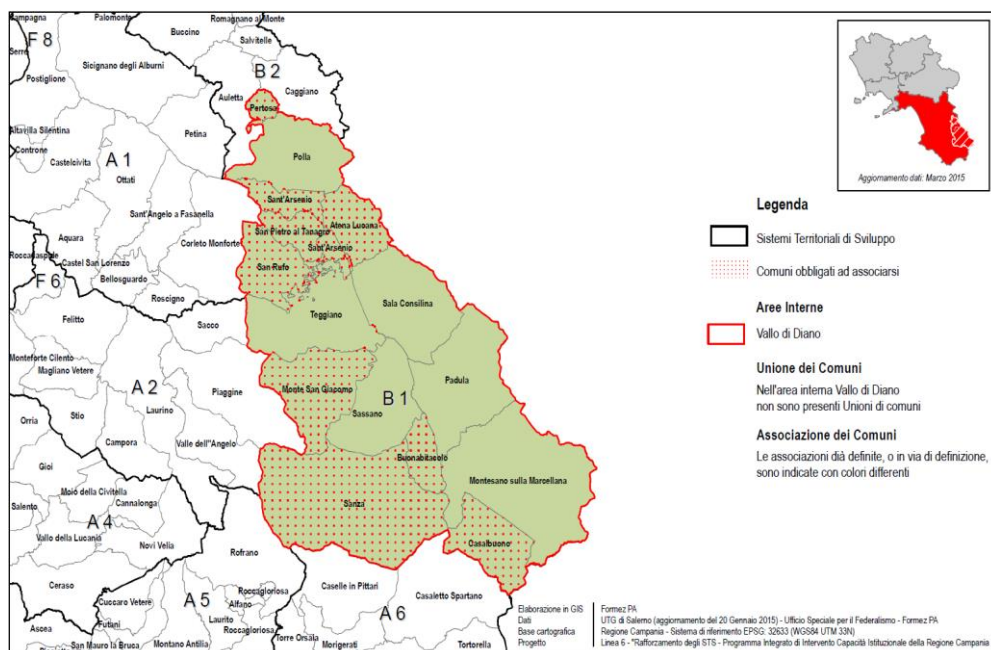 Campagna
Palomonte
Romagnano al Monte
Buccino
Salvitelle
F 8
Serre
Sicignano degli Alburni
B 2
Postiglione
Auletta
Caggiano
Pertosa
Petina
Altavilla Silentina
Controne
A 1
Polla
Castelcivita
Ottati
Sant'Arsenio
Sant'Angelo a Fasanella
San Pietro al Tanagro
Atena Lucana
Aquara
Corleto Monforte
Sant'Arsenio
Roccadaspide
Castel San Lorenzo
San Rufo
Bellosguardo
F 6
Roscigno
Sala Consilina
Teggiano
Felitto
Sacco
Monteforte Cilento
Magliano Vetere
A 2
Piaggine
Monte San Giacomo
Padula
B 1
Laurino
Sassano
Stio
Orria
Campora
Valle dell"Angelo
Buonabitacolo
Gioi
Montesano sulla Marcellana
Moio della Civitella
Cannalonga
Sanza
Salento
A 4
Vallo della Lucania
Novi Velia
Casalbuono
Rofrano
Ceraso
Caselle in Pittari
Roccagloriosa
Casaletto Spartano
Cuccaro Vetere
A 5
Alfano
A 6
Futani
Laurito
Ascea
Roccagloriosa
Torre Orsaia
Tortorella
San Mauro la Bruca
Montano Antilia
Morigerati
Aggiornamento dati: Marzo 2015
Legenda
Sistemi Territoriali di Sviluppo
Comuni obbligati ad associarsi
Aree Interne
Vallo di Diano
Unione dei Comuni
Nell'area interna Vallo di Diano
non sono presenti Unioni di comuni
Associazione dei Comuni
Le associazioni dià definite, o in via di definizione,
sono indicate con colori differenti
Elaborazione in GIS Formez PA
Dati UTG di Salerno (aggiornamento del 20 Gennaio 2015) - Ufficio Speciale per il Federalismo - Formez PA
Base cartografica Regione Campania - Sistema di riferimento EPSG: 32633 (WGS84 UTM 33N)
Progetto Linea 6 - "Rafforzamento degli STS - Programma Integrato di Intervento Capacità Istituzionale della Regione Campania